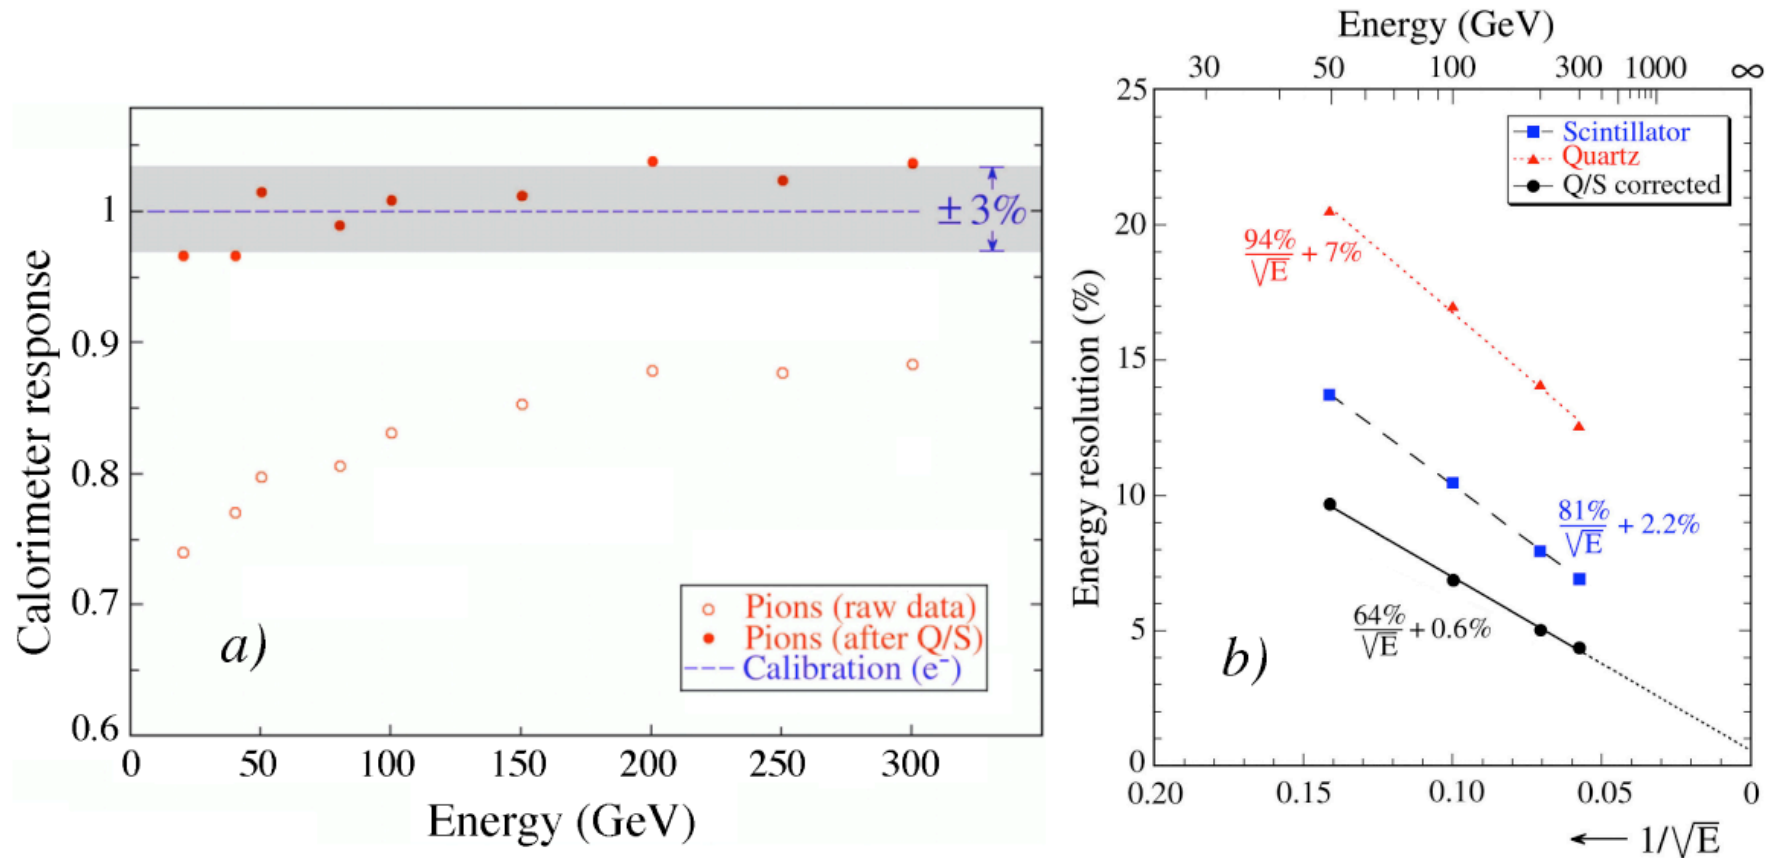 Calorimeter response
1
0.9
0.8
0.7
0.6
± 3%
a)
Pions (raw data)
Pions (after Q/S)
Calibration (e⁻)
0 50 100 150 200 250 300
Energy (GeV)
Energy (GeV)
30 50 100 300 1000 ∞
Energy resolution (%)
25
20
15
10
5
0
Scintillator
Quartz
Q/S corrected
94%/√E + 7%
81%/√E + 2.2%
64%/√E + 0.6%
b)
0.20 0.15 0.10 0.05 0
← 1/√E